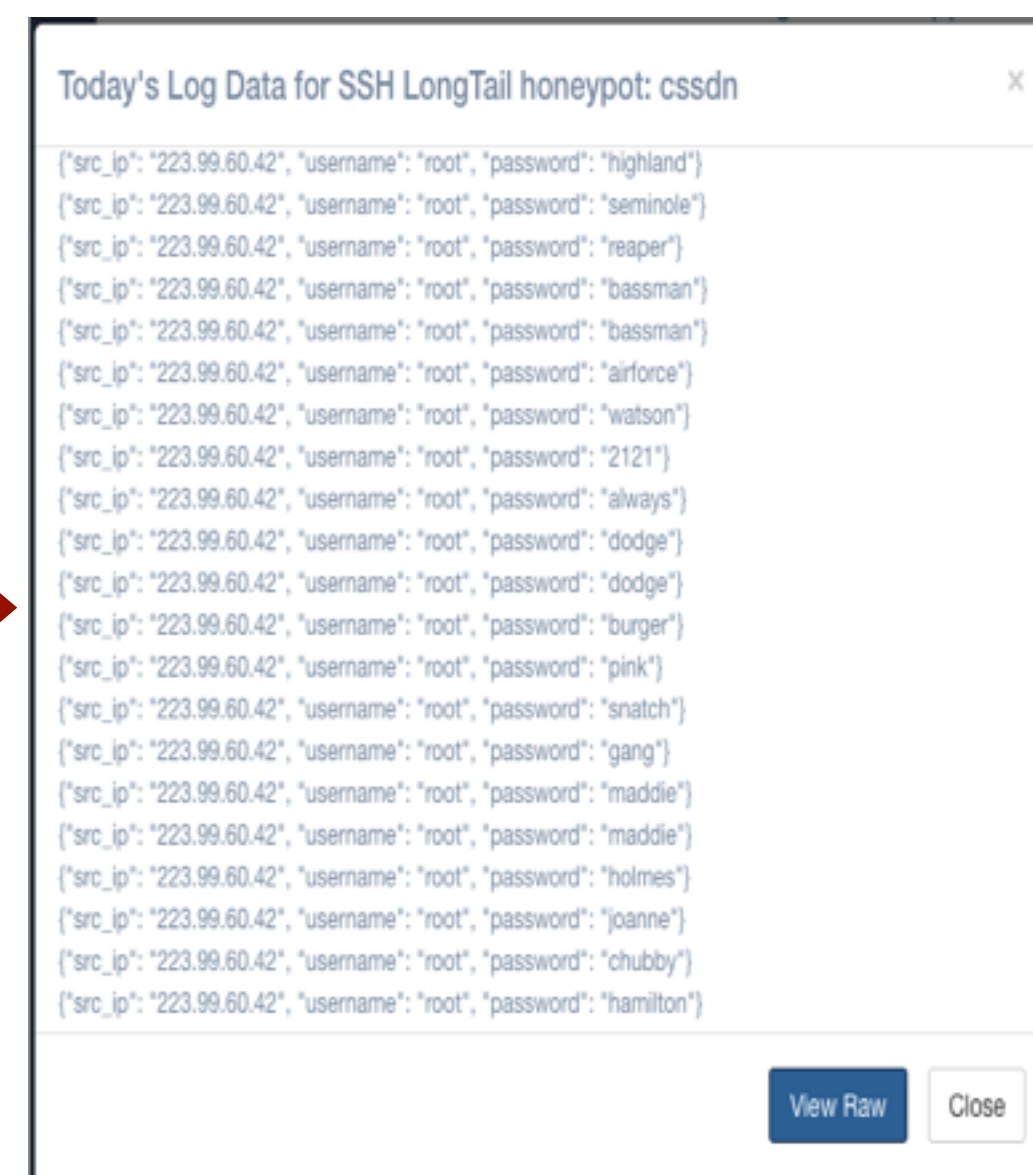 Today's Log Data for SSH LongTail honeypot: cssdn x
{"src_ip": "223.99.60.42", "username": "root", "password": "highland"}
{"src_ip": "223.99.60.42", "username": "root", "password": "seminole"}
{"src_ip": "223.99.60.42", "username": "root", "password": "reaper"}
{"src_ip": "223.99.60.42", "username": "root", "password": "bassman"}
{"src_ip": "223.99.60.42", "username": "root", "password": "bassman"}
{"src_ip": "223.99.60.42", "username": "root", "password": "airforce"}
{"src_ip": "223.99.60.42", "username": "root", "password": "watson"}
{"src_ip": "223.99.60.42", "username": "root", "password": "2121"}
{"src_ip": "223.99.60.42", "username": "root", "password": "always"}
{"src_ip": "223.99.60.42", "username": "root", "password": "dodge"}
{"src_ip": "223.99.60.42", "username": "root", "password": "dodge"}
{"src_ip": "223.99.60.42", "username": "root", "password": "burger"}
{"src_ip": "223.99.60.42", "username": "root", "password": "pink"}
{"src_ip": "223.99.60.42", "username": "root", "password": "snatch"}
{"src_ip": "223.99.60.42", "username": "root", "password": "gang"}
{"src_ip": "223.99.60.42", "username": "root", "password": "maddie"}
{"src_ip": "223.99.60.42", "username": "root", "password": "maddie"}
{"src_ip": "223.99.60.42", "username": "root", "password": "holmes"}
{"src_ip": "223.99.60.42", "username": "root", "password": "joanne"}
{"src_ip": "223.99.60.42", "username": "root", "password": "chubby"}
{"src_ip": "223.99.60.42", "username": "root", "password": "hamilton"}
View Raw Close